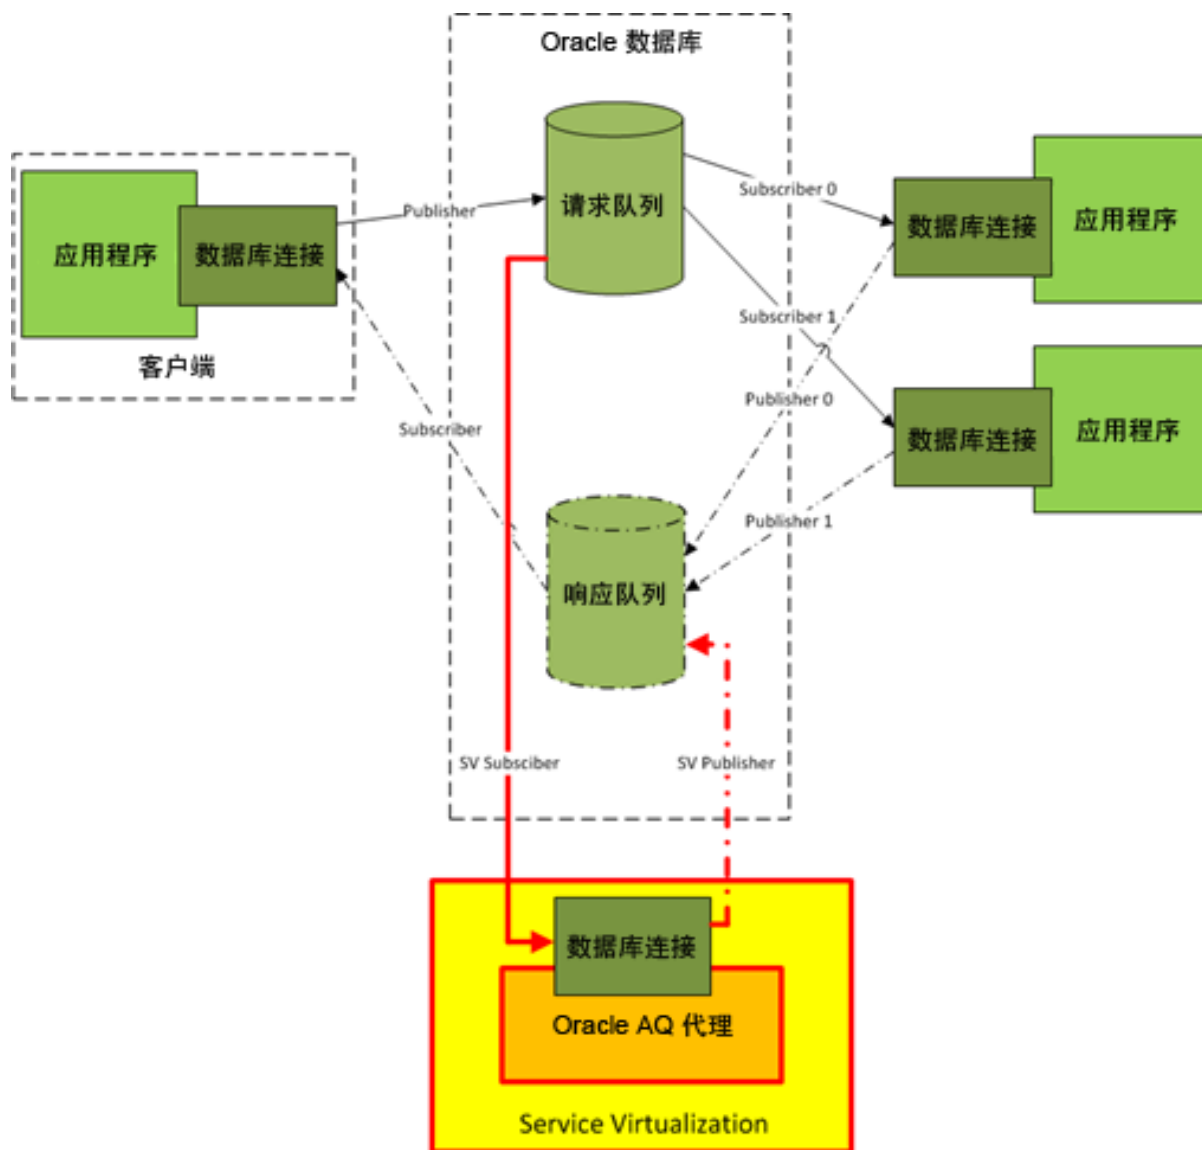 Oracle 数据库
请求队列
Publisher
Subscriber 0
应用程序
数据库连接
客户端
数据库连接
应用程序
Subscriber 1
Publisher 0
Subscriber
数据库连接
应用程序
Publisher 1
响应队列
SV Subsciber
SV Publisher
数据库连接
Oracle AQ 代理
Service Virtualization